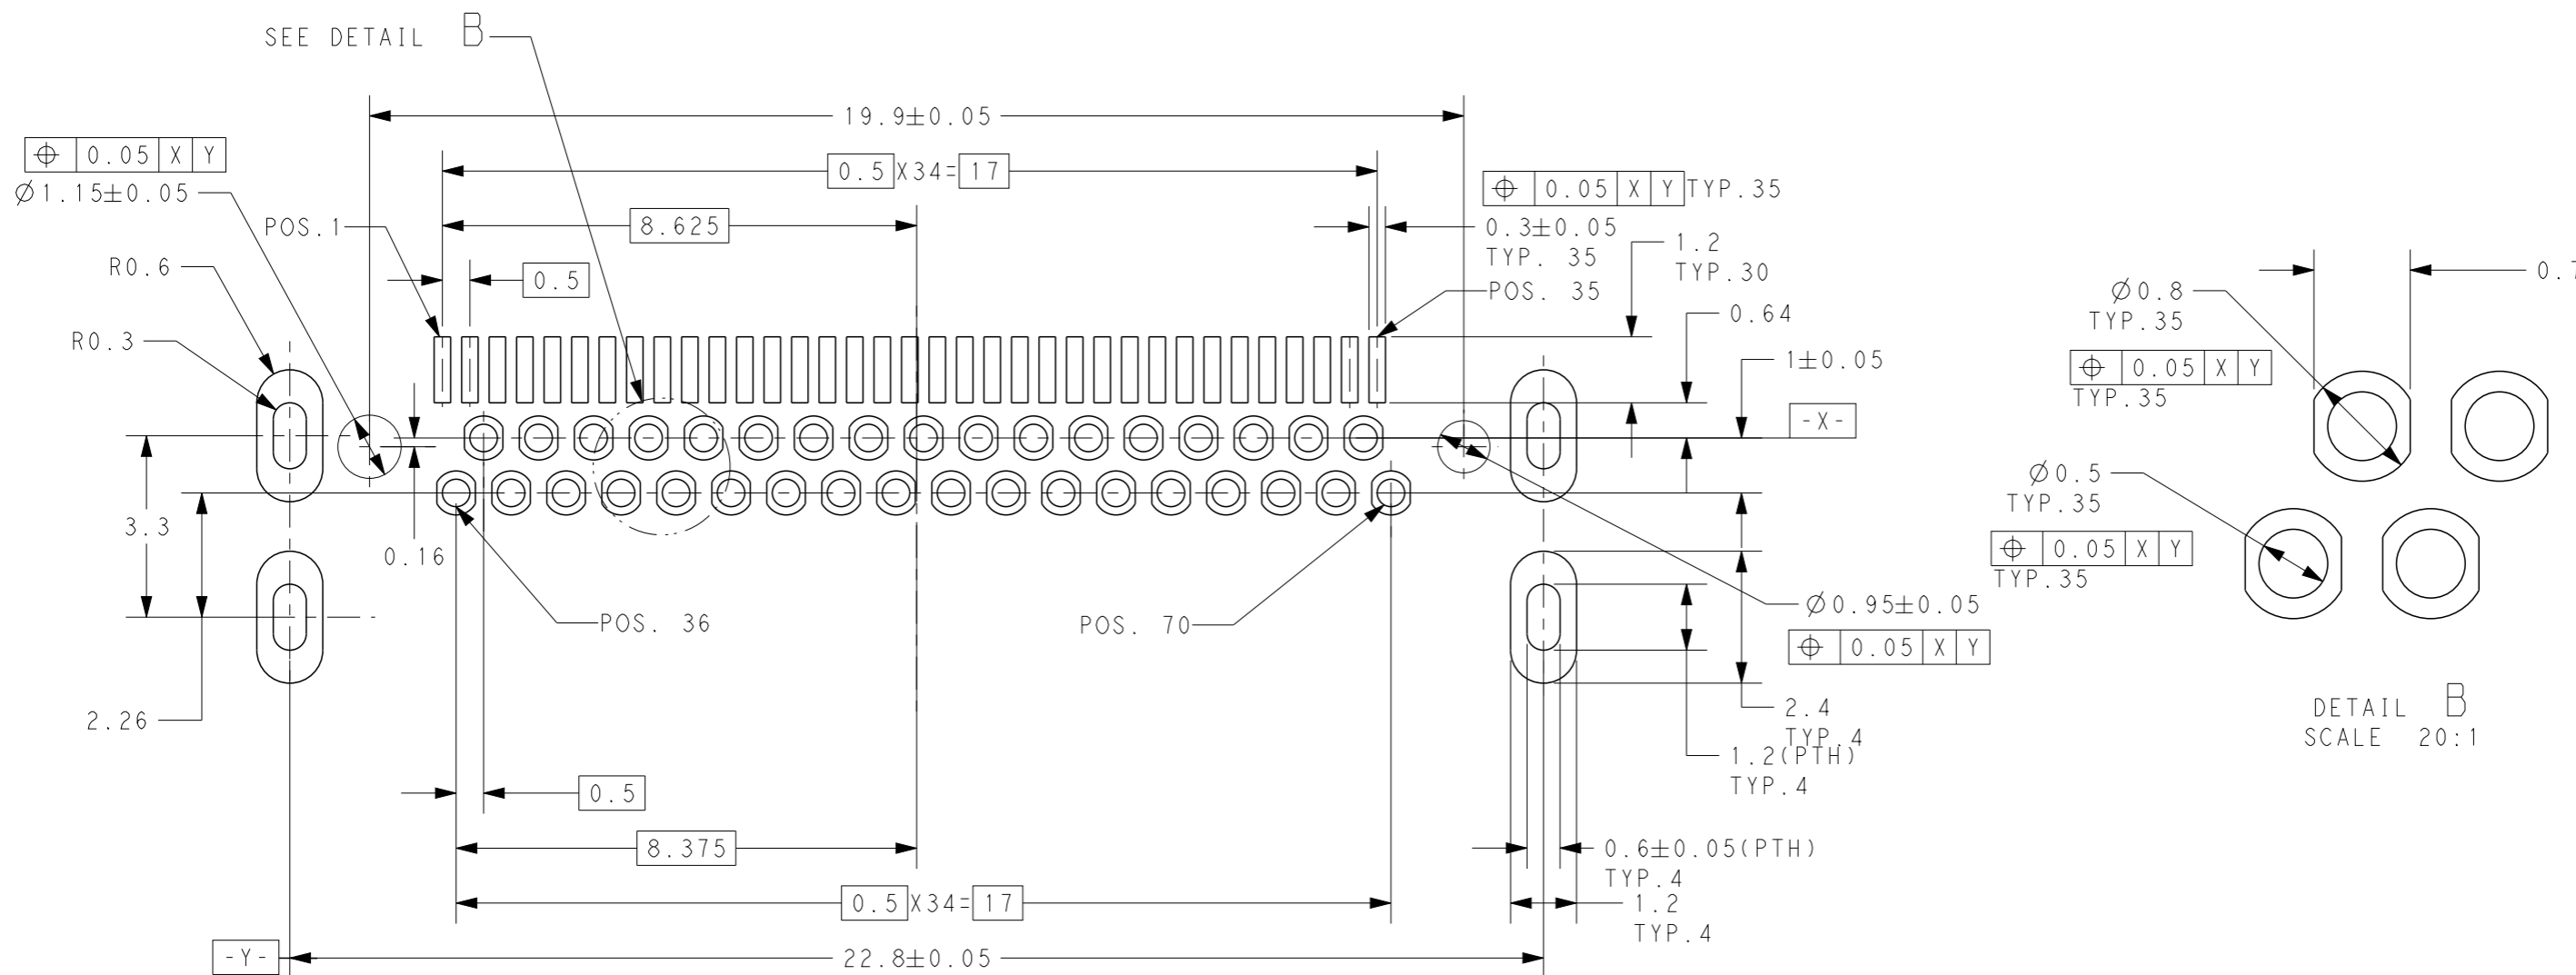 SEE DETAIL B
19.9±0.05
⌖ 0.05 X Y
Ø1.15±0.05
0.5 X34= 17
⌖ 0.05 X Y TYP.35
POS.1
8.625
0.3±0.05
TYP. 35
1.2
TYP.30
R0.6
0.5
POS. 35
0.64
R0.3
1±0.05
-X-
Ø0.8
TYP.35
⌖ 0.05 X Y
TYP.35
Ø0.5
TYP.35
⌖ 0.05 X Y
TYP.35
3.3
0.16
POS. 36
POS. 70
Ø0.95±0.05
⌖ 0.05 X Y
2.26
2.4
TYP.4
1.2(PTH)
TYP.4
DETAIL B
SCALE 20:1
0.5
8.375
0.6±0.05(PTH)
TYP.4
0.5 X34= 17
1.2
TYP.4
-Y-
22.8±0.05